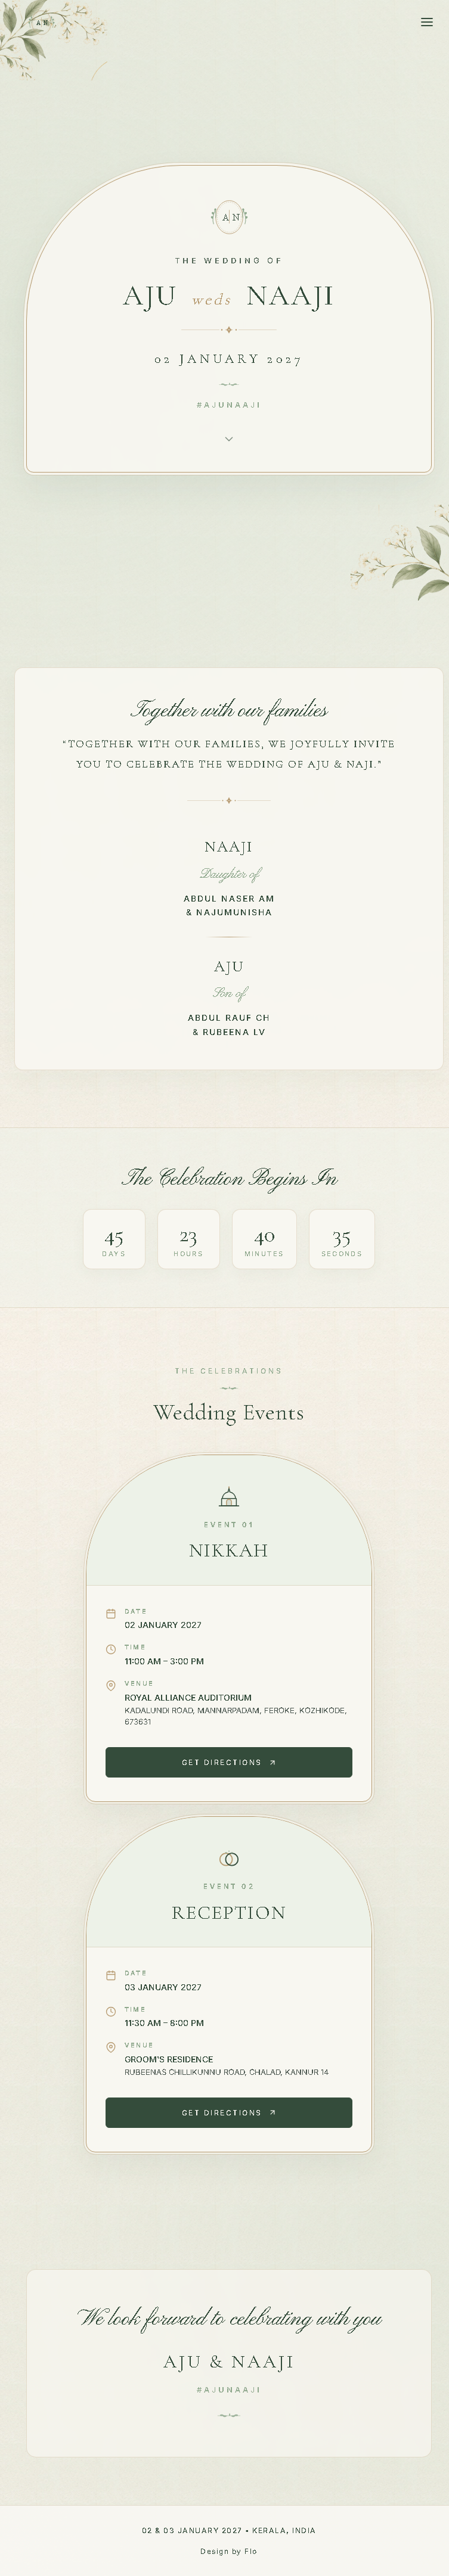 A N
A N
THE WEDDING OF
AJU weds NAAJI
02 JANUARY 2027
#AJUNAAJI
Together with our families
"TOGETHER WITH OUR FAMILIES, WE JOYFULLY INVITE
YOU TO CELEBRATE THE WEDDING OF AJU & NAJI."
NAAJI
Daughter of
ABDUL NASER AM
& NAJUMUNISHA
AJU
Son of
ABDUL RAUF CH
& RUBEENA LV
The Celebration Begins In
45 23 40 35
DAYS HOURS MINUTES SECONDS
THE CELEBRATIONS
Wedding Events
EVENT 01
NIKKAH
DATE
02 JANUARY 2027
TIME
11:00 AM – 3:00 PM
VENUE
ROYAL ALLIANCE AUDITORIUM
KADALUNDI ROAD, MANNARPADAM, FEROKE, KOZHIKODE,
673631
GET DIRECTIONS
EVENT 02
RECEPTION
DATE
03 JANUARY 2027
TIME
11:30 AM – 8:00 PM
VENUE
GROOM'S RESIDENCE
RUBEENAS CHILLIKUNNU ROAD, CHALAD, KANNUR 14
GET DIRECTIONS
We look forward to celebrating with you
AJU & NAAJI
#AJUNAAJI
02 & 03 JANUARY 2027 • KERALA, INDIA
Design by Flo